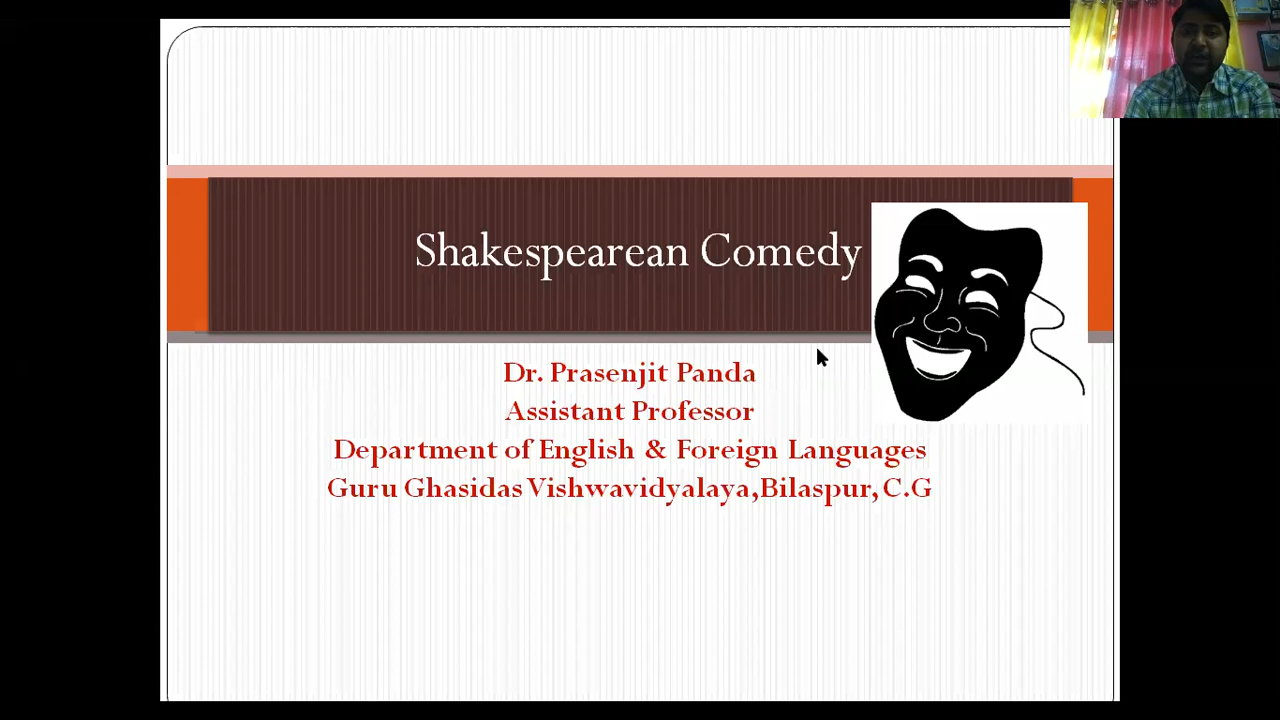 Shakespearean Comedy
Dr. Prasenjit Panda
Assistant Professor
Department of English & Foreign Languages
Guru Ghasidas Vishwavidyalaya,Bilaspur, C.G